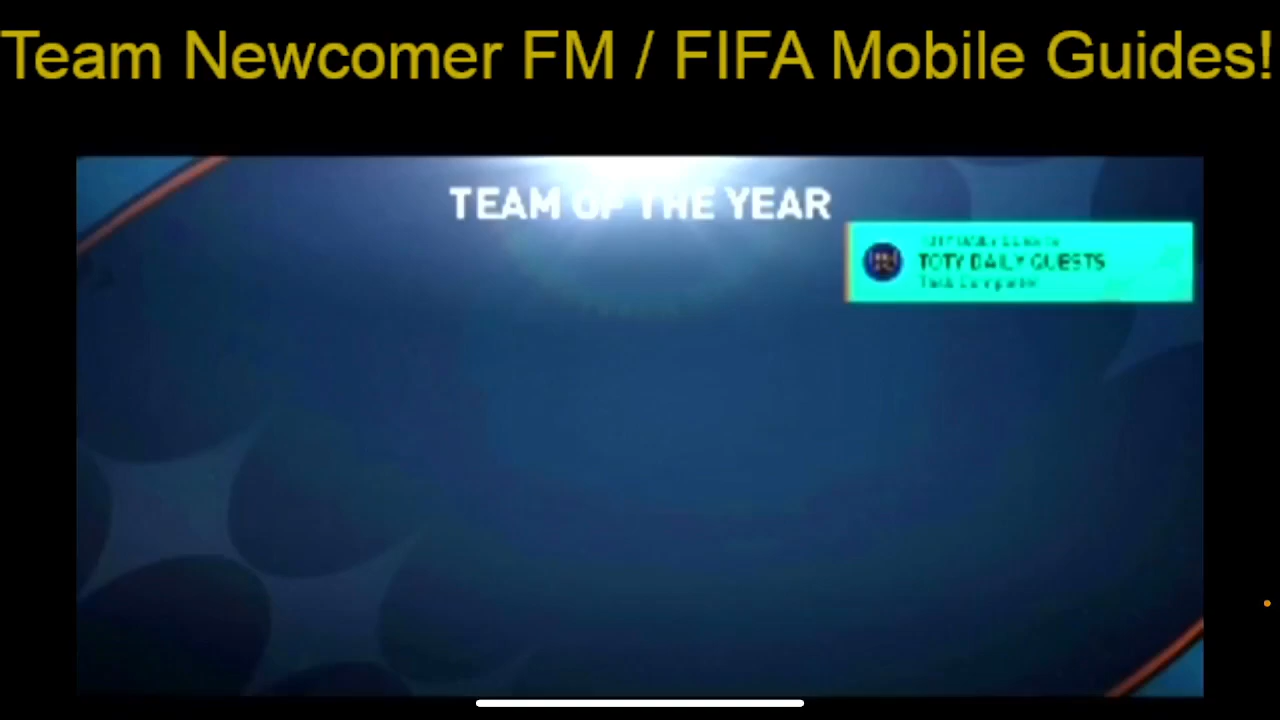 Team Newcomer FM / FIFA Mobile Guides!
TEAM OF THE YEAR
TOTY DAILY GUESTS